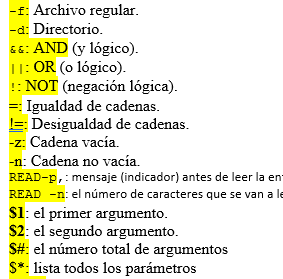 -f: Archivo regular.
-d: Directorio.
&&: AND (y lógico).
||: OR (o lógico).
!: NOT (negación lógica).
=: Igualdad de cadenas.
!=: Desigualdad de cadenas.
-z: Cadena vacía.
-n: Cadena no vacía.
READ-p,: mensaje (indicador) antes de leer la en
READ -n: el número de caracteres que se van a le
$1: el primer argumento.
$2: el segundo argumento.
$#: el número total de argumentos
$*: lista todos los parámetros